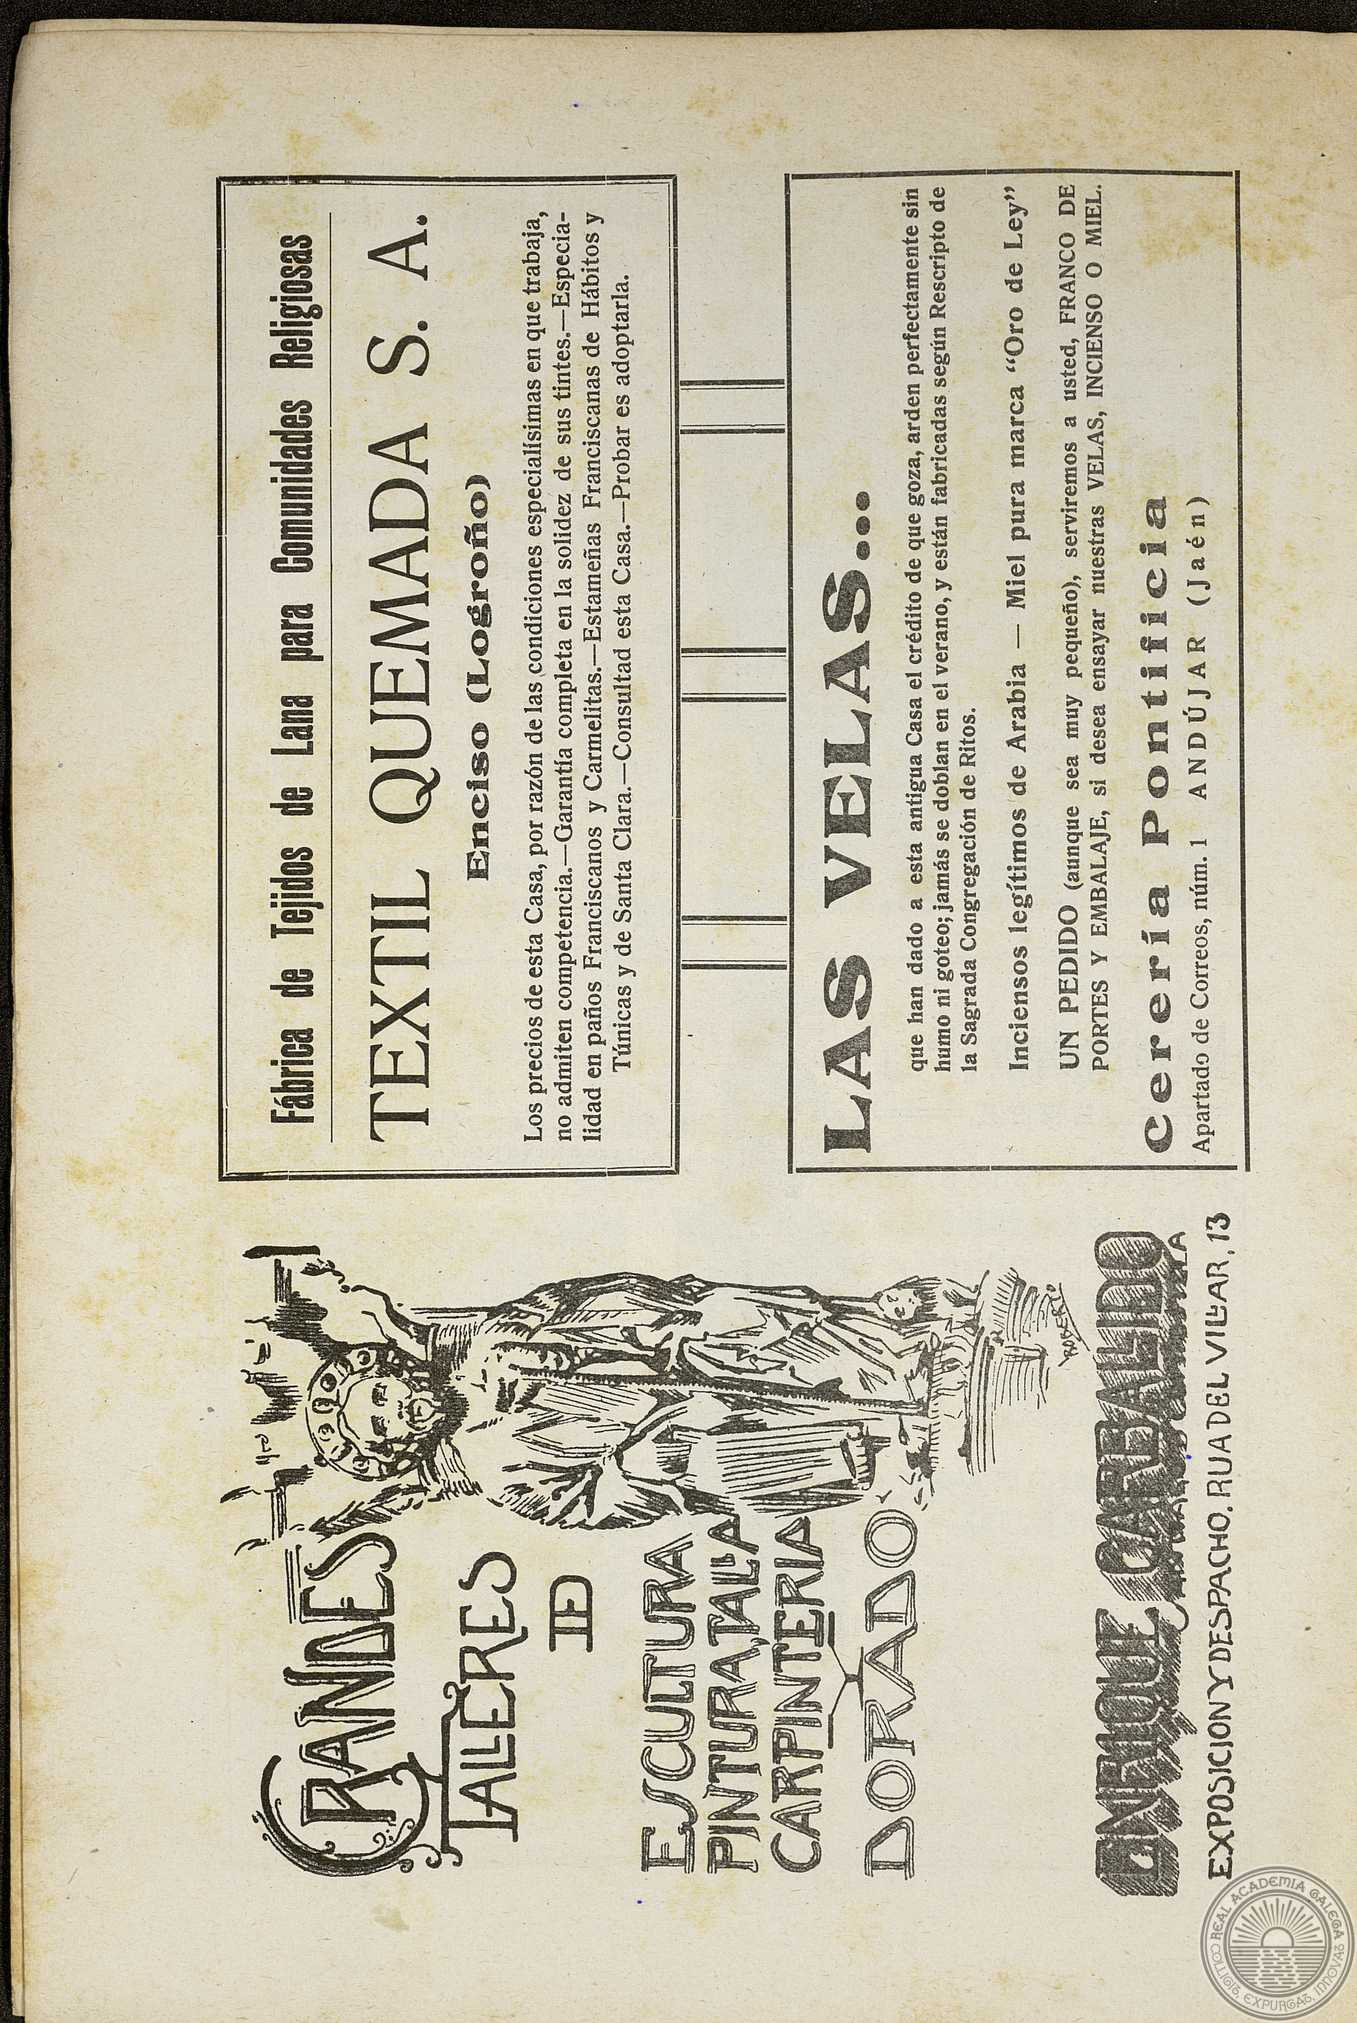 GRANDES
TALLERES
DE
ESCULTURA
PINTURA, TALLA
CARPINTERIA
DORADO
ROBERTO
ENRIQUE CARBALLIDO
EXPOSICION Y DESPACHO, RUA DEL VILLAR, 13
Fábrica de Tejidos de Lana para Comunidades Religiosas
TEXTIL QUEMADA S. A.
Enciso (Logroño)
Los precios de esta Casa, por razón de las condiciones especialísimas en que trabaja,
no admiten competencia.—Garantía completa en la solidez de sus tintes.—Especia-
lidad en paños Franciscanos y Carmelitas.—Estameñas Franciscanas de Hábitos y
Túnicas y de Santa Clara.—Consultad esta Casa.—Probar es adoptarla.
LAS VELAS...
que han dado a esta antigua Casa el crédito de que goza, arden perfectamente sin
humo ni goteo; jamás se doblan en el verano, y están fabricadas según Rescripto de
la Sagrada Congregación de Ritos.
Inciensos legítimos de Arabia — Miel pura marca “Oro de Ley”
UN PEDIDO (aunque sea muy pequeño), serviremos a usted, FRANCO DE
PORTES Y EMBALAJE, si desea ensayar nuestras VELAS, INCIENSO O MIEL.
Cerería Pontificia
Apartado de Correos, núm. 1 ANDÚJAR (Jaén)
REAL ACADEMIA GALEGA
COLLIGIT, EXPURGAT, INNOVAT